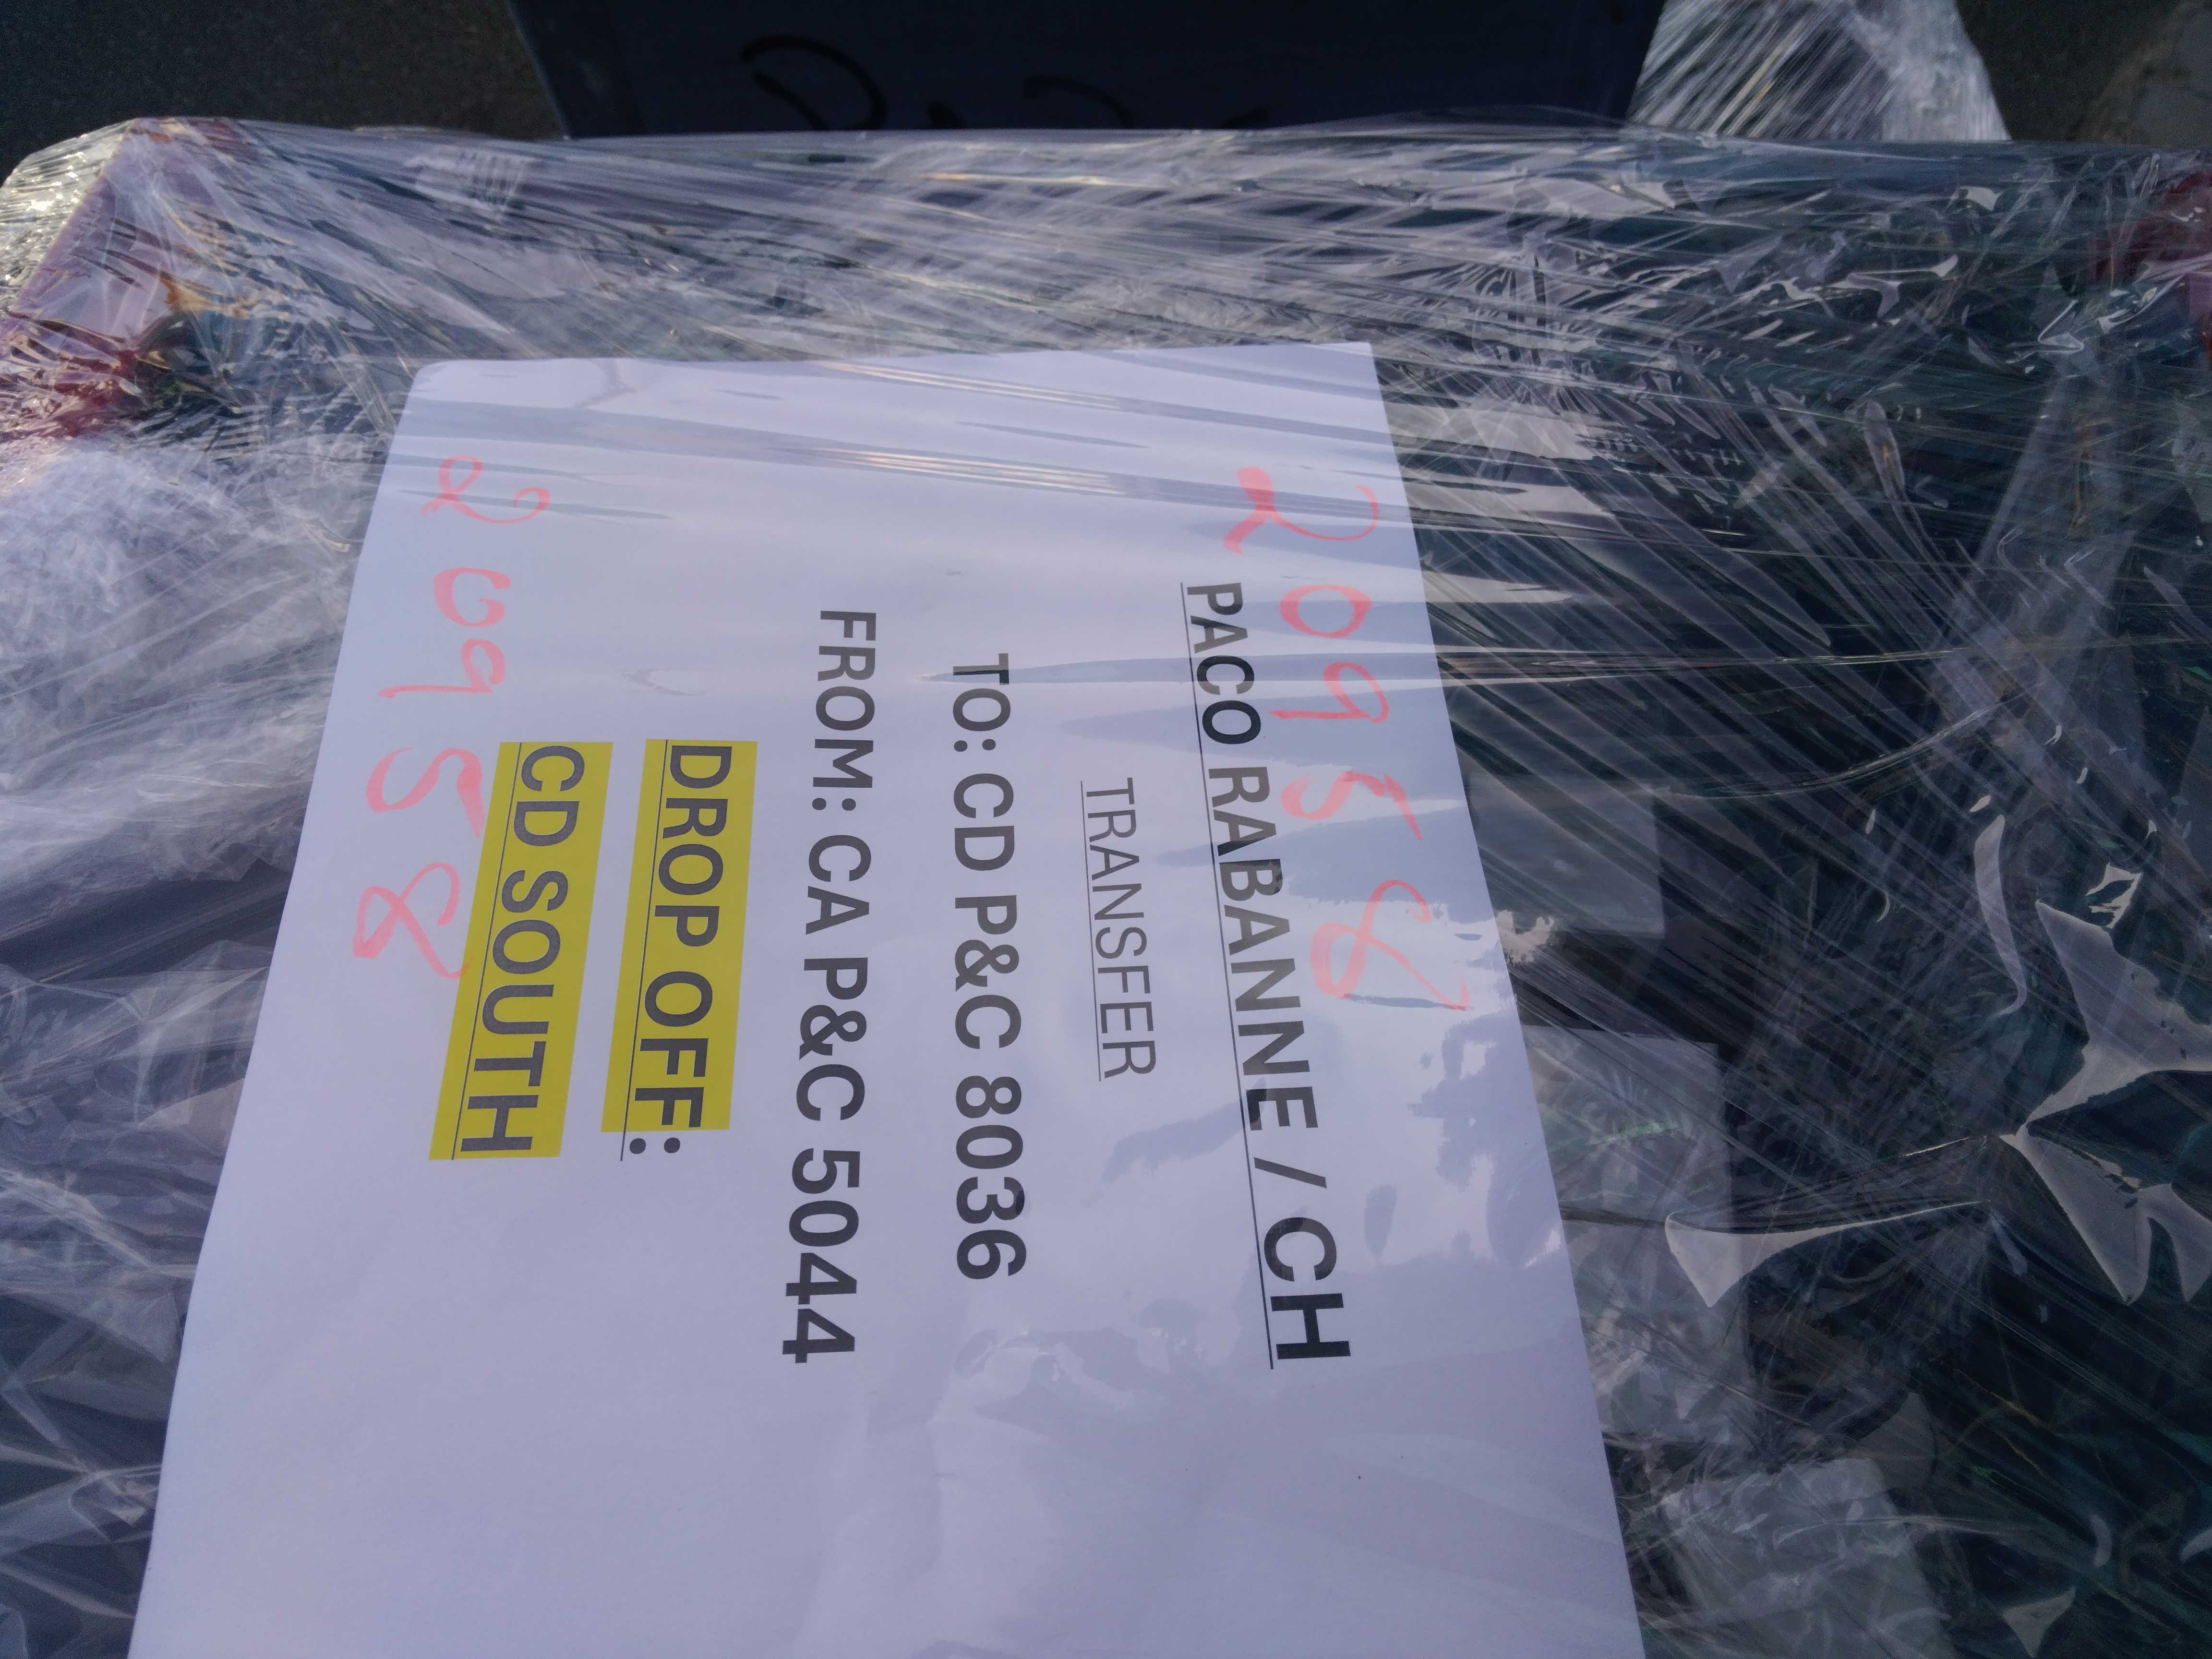 20958
PACO RABANNE / CH
TRANSFER
TO: CD P&C 8036
FROM: CA P&C 5044
DROP OFF:
CD SOUTH
20958